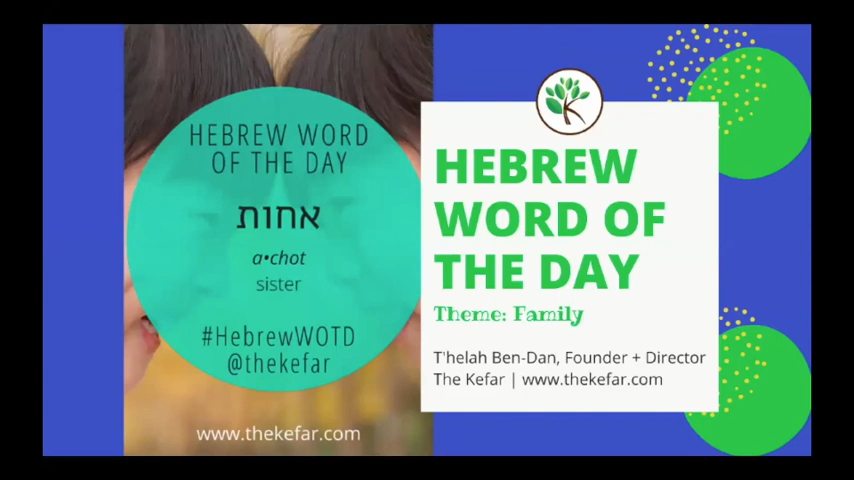 HEBREW WORD
OF THE DAY
אחות
a•chot
sister
#HebrewWOTD
@thekefar
www.thekefar.com
HEBREW
WORD OF
THE DAY
Theme: Family
T'helah Ben-Dan, Founder + Director
The Kefar | www.thekefar.com